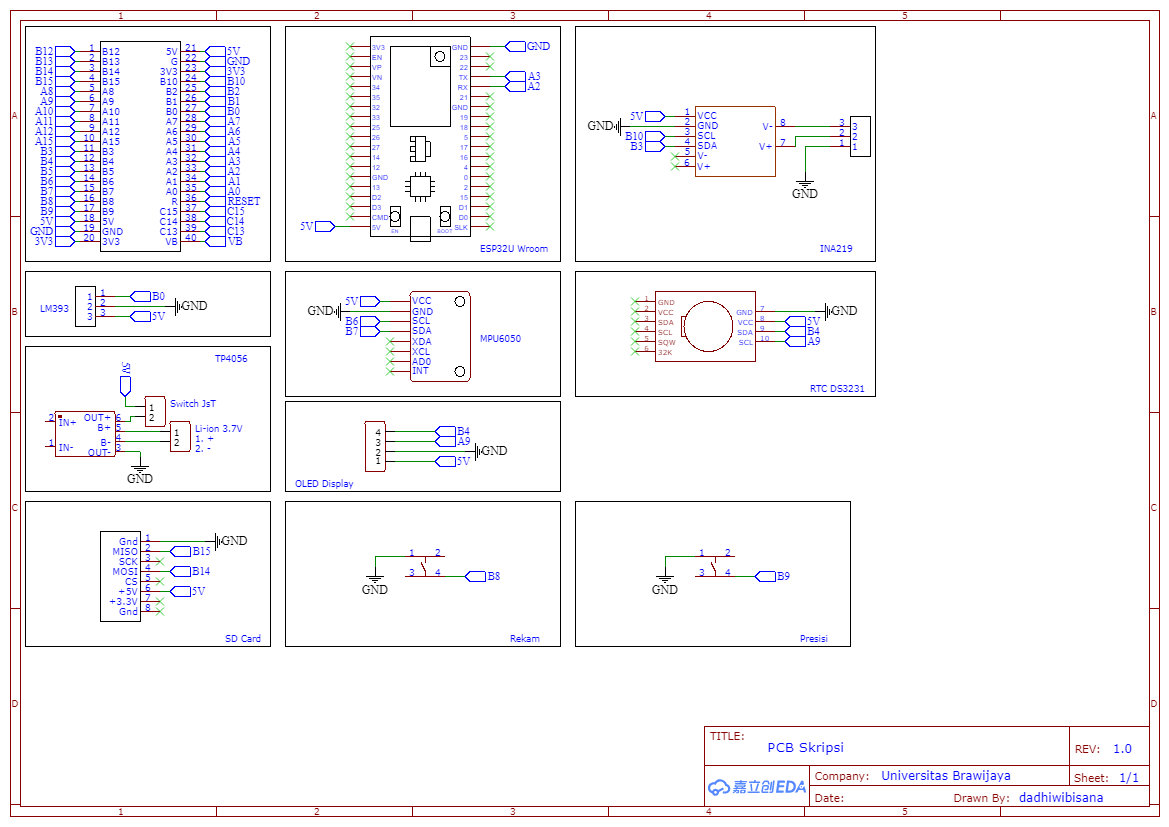 1 2 3 4 5
A A
B B
C C
D D
B12 1 B12 5V 21 5V
B13 2 B13 G 22 GND
B14 3 B14 3V3 23 3V3
B15 4 B15 B10 24 B10
A8 5 A8 B2 25 B2
A9 6 A9 B1 26 B1
A10 7 A10 B0 27 B0
A11 8 A11 A7 28 A7
A12 9 A12 A6 29 A6
A15 10 A15 A5 30 A5
B3 11 B3 A4 31 A4
B4 12 B4 A3 32 A3
B5 13 B5 A2 33 A2
B6 14 B6 A1 34 A1
B7 15 B7 A0 35 A0
B8 16 B8 R 36 RESET
B9 17 B9 C15 37 C15
5V 18 5V C14 38 C14
GND 19 GND C13 39 C13
3V3 20 3V3 VB 40 VB
3V3 GND GND
EN 23
VP 22
VN TX A3
34 RX A2
35 21
32 GND
33 19
25 18
26 5
27 17
14 16
12 4
GND 0
13 2
D2 15
D3 D1
CMD D0
5V 5V SLK
EN BOOT
ESP32U Wroom
5V 1 VCC
GND 2 GND
B10 3 SCL
B3 4 SDA
5 V-
6 V+
V- 8 3 3
2 2
V+ 7 1 1
GND
INA219
LM393
1 1 B0
2 2 GND
3 3 5V
5V VCC
GND GND
B6 SCL
B7 SDA
XDA
XCL
AD0
INT
MPU6050
1 GND
2 VCC
3 SDA
4 SCL
5 SQW
6 32K
GND 7 GND
VCC 8 5V
SDA 9 B4
SCL 10 A9
RTC DS3231
TP4056
5V
Switch JsT
1
2
2 IN+ OUT+ 6
B+ 5
B- 4
1 IN- OUT- 3
Li-ion 3.7V
1 1. +
2 2. -
GND
4 B4
3 A9
2 GND
1 5V
OLED Display
Gnd 1 GND
MISO 2 B15
SCK 3
MOSI 4 B14
CS 5
+5V 6 5V
+3.3V 7
Gnd 8
SD Card
1 2
3 4 B8
GND
Rekam
1 2
3 4 B9
GND
Presisi
TITLE:
PCB Skripsi
REV: 1.0
嘉立创EDA
Company: Universitas Brawijaya
Sheet: 1/1
Date:
Drawn By: dadhiwibisana
1 2 3 4 5